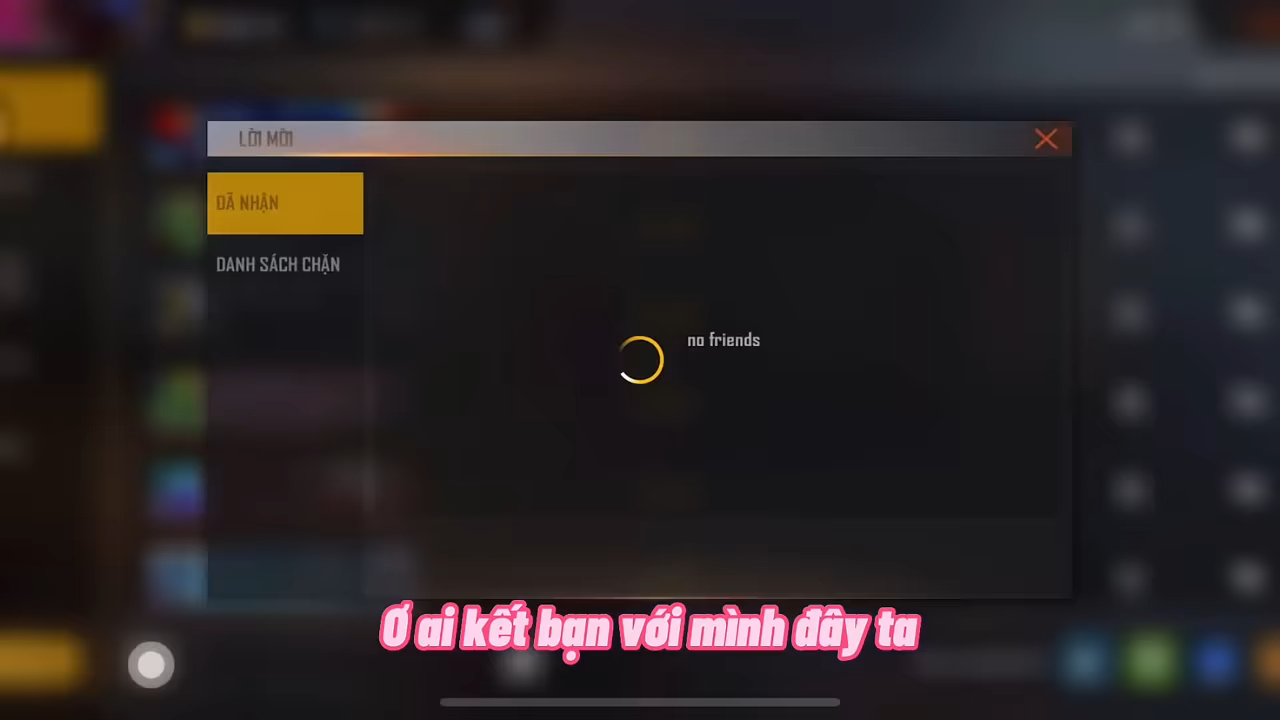 LỜI MỜI
ĐÃ NHẬN
DANH SÁCH CHẶN
no friends
Ơ ai kết bạn với mình đây ta